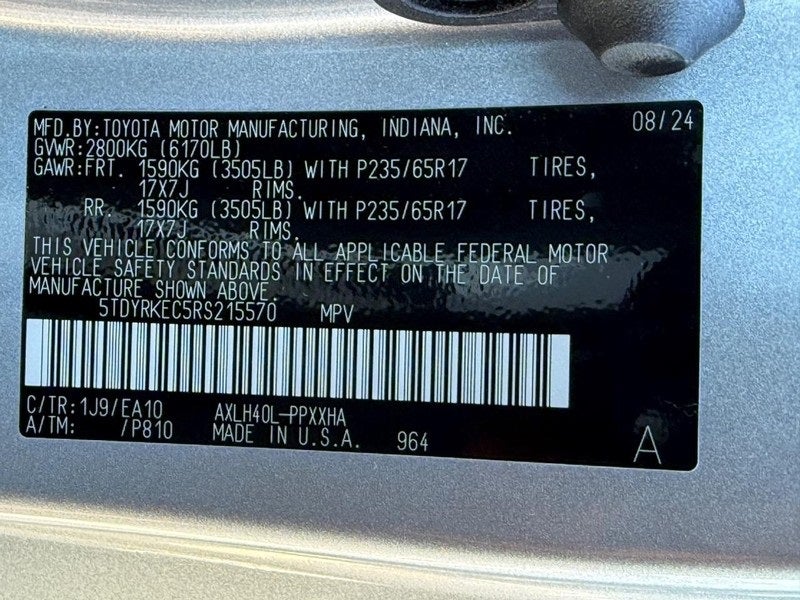 MFD.BY:TOYOTA MOTOR MANUFACTURING, INDIANA, INC. 08/24
GVWR:2800KG (6170LB)
GAWR:FRT. 1590KG (3505LB) WITH P235/65R17 TIRES,
17X7J RIMS.
RR. 1590KG (3505LB) WITH P235/65R17 TIRES,
17X7J RIMS.
THIS VEHICLE CONFORMS TO ALL APPLICABLE FEDERAL MOTOR
VEHICLE SAFETY STANDARDS IN EFFECT ON THE DATE OF
MANUFACTURE SHOWN ABOVE.
5TDYRKEC5RS215570 MPV
C/TR:1J9/EA10 AXLH40L-PPXXHA
A/TM: /P810 MADE IN U.S.A. 964 A